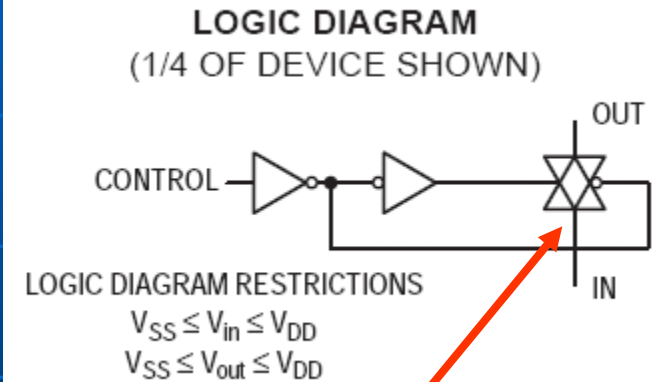 LOGIC DIAGRAM
(1/4 OF DEVICE SHOWN)
OUT
CONTROL
IN
LOGIC DIAGRAM RESTRICTIONS
VSS ≤ Vin ≤ VDD
VSS ≤ Vout ≤ VDD